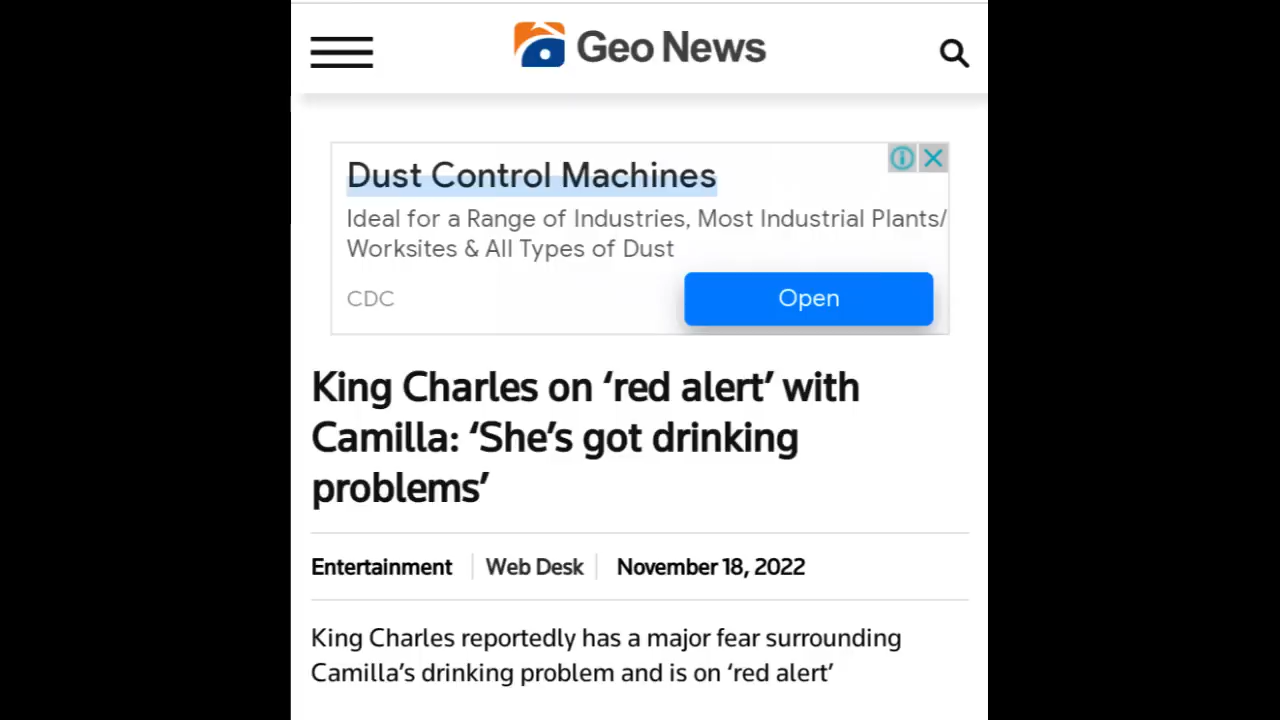 Geo News
Dust Control Machines
Ideal for a Range of Industries, Most Industrial Plants/
Worksites & All Types of Dust
CDC
Open
King Charles on ‘red alert’ with
Camilla: ‘She’s got drinking
problems’
Entertainment
Web Desk
November 18, 2022
King Charles reportedly has a major fear surrounding
Camilla’s drinking problem and is on ‘red alert’